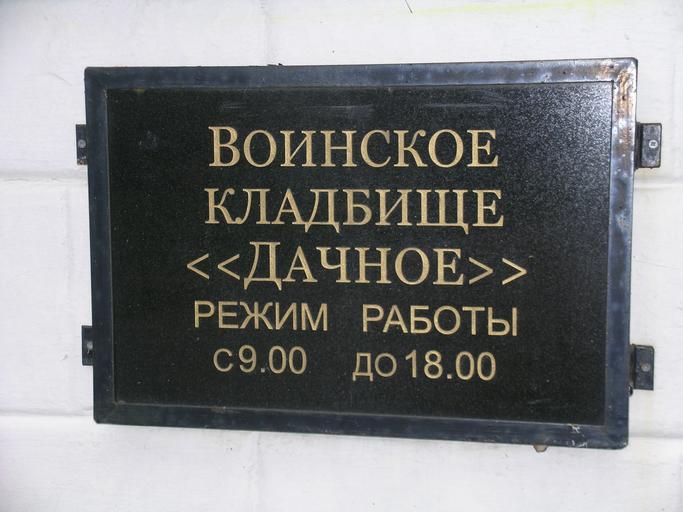 Воинское
кладбище
<<Дачное>>
РЕЖИМ РАБОТЫ
С 9.00 ДО 18.00